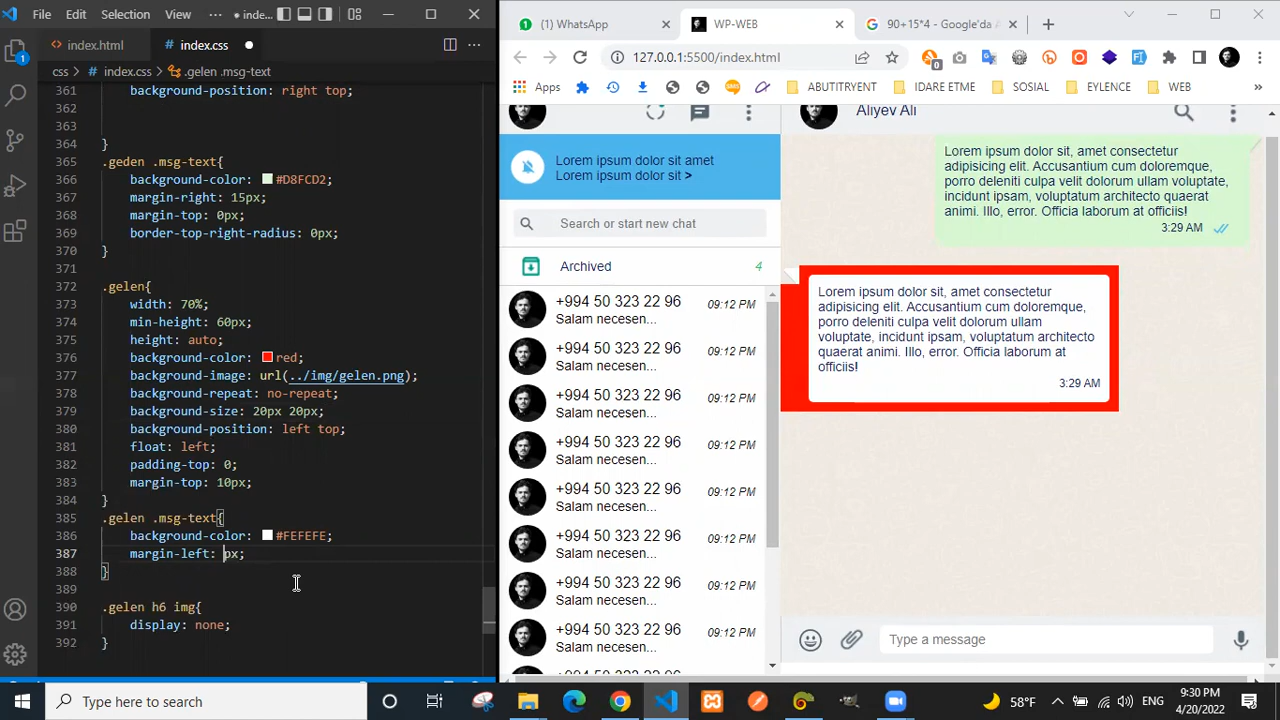 File Edit Selection View ··· ● inde...
index.html index.css ●
css > index.css > .gelen .msg-text
361 background-position: right top;
362
363
364 }
365 .geden .msg-text{
366 background-color: #D8FCD2;
367 margin-right: 15px;
368 margin-top: 0px;
369 border-top-right-radius: 0px;
370 }
371
372 .gelen{
373 width: 70%;
374 min-height: 60px;
375 height: auto;
376 background-color: red;
377 background-image: url(../img/gelen.png);
378 background-repeat: no-repeat;
379 background-size: 20px 20px;
380 background-position: left top;
381 float: left;
382 padding-top: 0;
383 margin-top: 10px;
384 }
385 .gelen .msg-text{
386 background-color: #FEFEFE;
387 margin-left: px;
388 }
389
390 .gelen h6 img{
391 display: none;
392 }
1
(1) WhatsApp WP-WEB 90+15*4 - Google'da A
127.0.0.1:5500/index.html
Apps ABUTITRYENT IDARE ETME SOSIAL EYLENCE WEB
Aliyev Ali
Lorem ipsum dolor sit amet
Lorem ipsum dolor sit >
Search or start new chat
Archived 4
+994 50 323 22 96 09:12 PM
Salam necesen...
+994 50 323 22 96 09:12 PM
Salam necesen...
+994 50 323 22 96 09:12 PM
Salam necesen...
+994 50 323 22 96 09:12 PM
Salam necesen...
+994 50 323 22 96 09:12 PM
Salam necesen...
+994 50 323 22 96 09:12 PM
Salam necesen...
+994 50 323 22 96 09:12 PM
Salam necesen...
+994 50 323 22 96 09:12 PM
Salam necesen...
Lorem ipsum dolor sit, amet consectetur
adipisicing elit. Accusantium cum doloremque,
porro deleniti culpa velit dolorum ullam voluptate,
incidunt ipsam, voluptatum architecto quaerat
animi. Illo, error. Officia laborum at officiis!
3:29 AM
Lorem ipsum dolor sit, amet consectetur
adipisicing elit. Accusantium cum doloremque,
porro deleniti culpa velit dolorum ullam
voluptate, incidunt ipsam, voluptatum architecto
quaerat animi. Illo, error. Officia laborum at
officiis!
3:29 AM
Type a message
Type here to search
58°F ENG 9:30 PM
4/20/2022